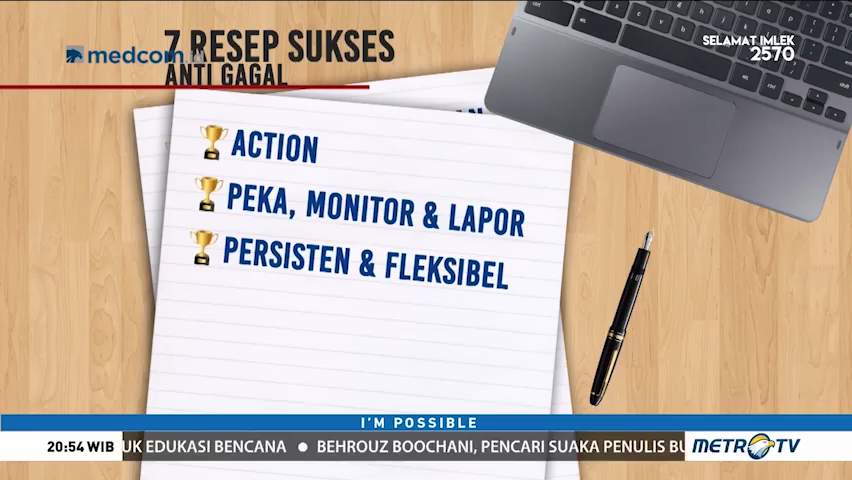 7 RESEP SUKSES
ANTI GAGAL
medcom.id
SELAMAT IMLEK
2570
ACTION
PEKA, MONITOR & LAPOR
PERSISTEN & FLEKSIBEL
I'M POSSIBLE
20:54 WIB
UK EDUKASI BENCANA ● BEHROUZ BOOCHANI, PENCARI SUAKA PENULIS BU
METRO TV